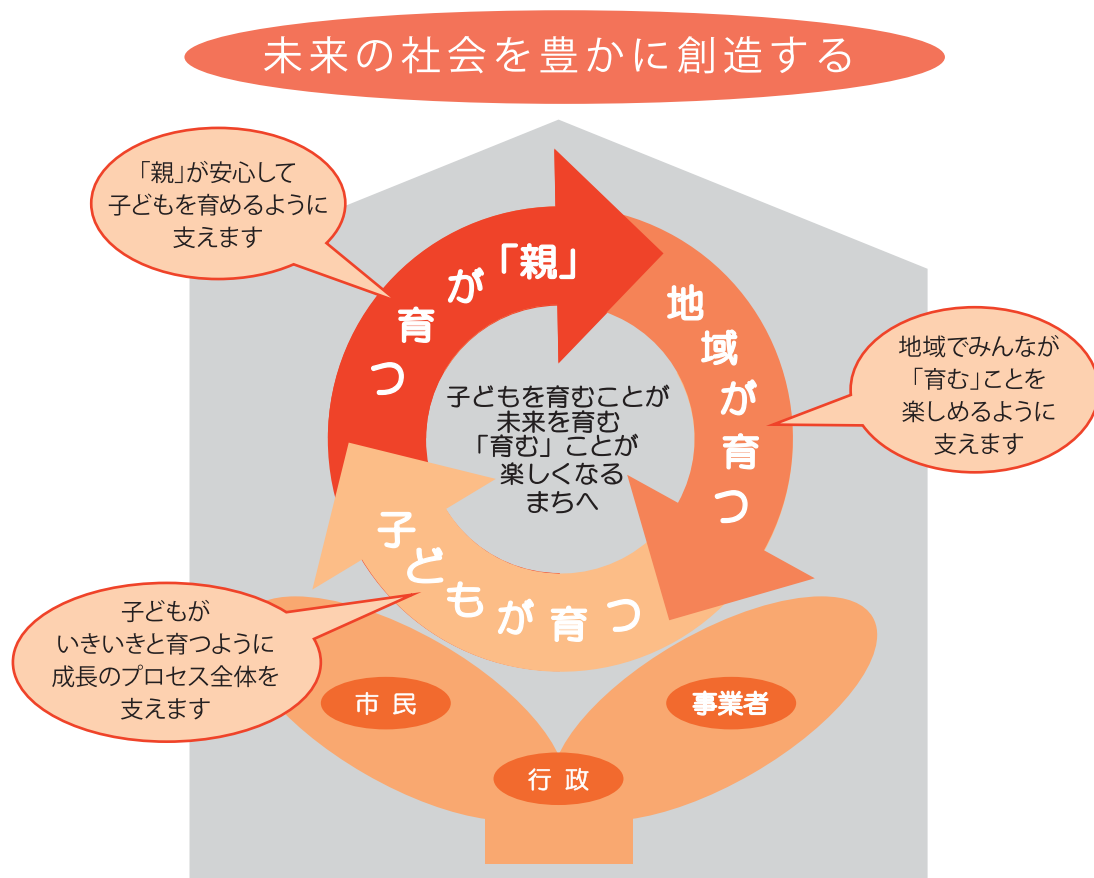 未来の社会を豊かに創造する
「親」が安心して
子どもを育めるように
支えます
「親」が育つ
地域が育つ
地域でみんなが
「育む」ことを
楽しめるように
支えます
子どもを育むことが
未来を育む
「育む」ことが
楽しくなる
まちへ
子どもが育つ
子どもが
いきいきと育つように
成長のプロセス全体を
支えます
市民
事業者
行政